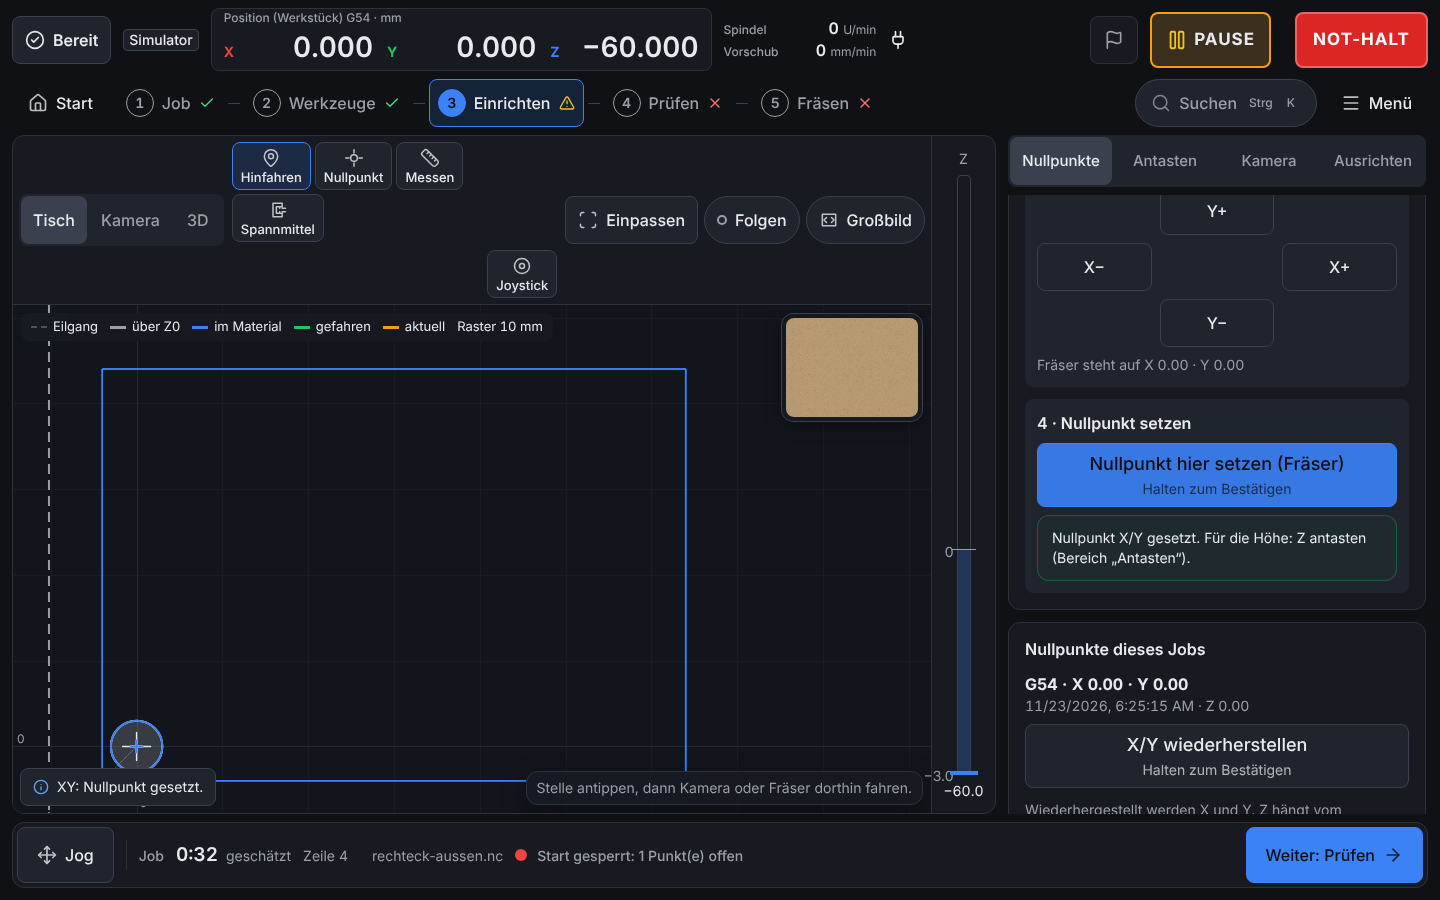 Bereit
Simulator
Position (Werkstück) G54 · mm
X 0.000 Y 0.000 Z −60.000
Spindel 0 U/min
Vorschub 0 mm/min
PAUSE
NOT-HALT
Start
1 Job
2 Werkzeuge
3 Einrichten
4 Prüfen
5 Fräsen
Suchen Strg K
Menü
Hinfahren
Nullpunkt
Messen
Tisch
Kamera
3D
Spannmittel
Einpassen
Folgen
Großbild
Joystick
Eilgang
über Z0
im Material
gefahren
aktuell
Raster 10 mm
0
XY: Nullpunkt gesetzt.
Stelle antippen, dann Kamera oder Fräser dorthin fahren.
Z
0
−3.0
−60.0
Nullpunkte
Antasten
Kamera
Ausrichten
Y+
X−
X+
Y−
Fräser steht auf X 0.00 · Y 0.00
4 · Nullpunkt setzen
Nullpunkt hier setzen (Fräser)
Halten zum Bestätigen
Nullpunkt X/Y gesetzt. Für die Höhe: Z antasten
(Bereich „Antasten“).
Nullpunkte dieses Jobs
G54 · X 0.00 · Y 0.00
11/23/2026, 6:25:15 AM · Z 0.00
X/Y wiederherstellen
Halten zum Bestätigen
Wiederhergestellt werden X und Y. Z hängt vom
Jog
Job 0:32 geschätzt Zeile 4
rechteck-aussen.nc
Start gesperrt: 1 Punkt(e) offen
Weiter: Prüfen